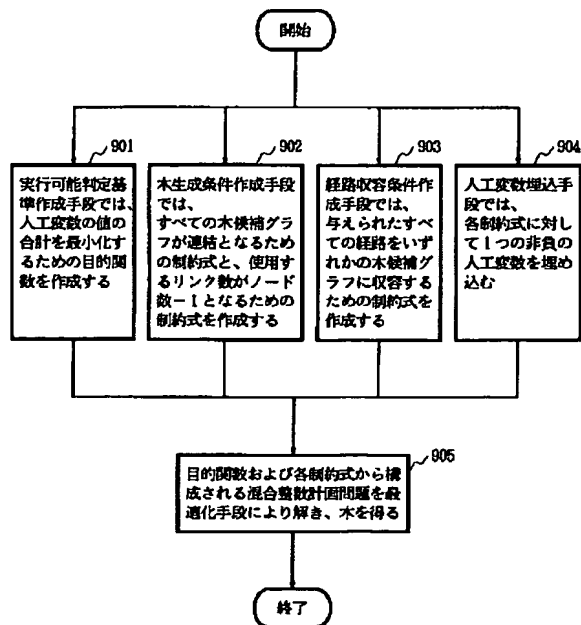 開始
901
実行可能判定基
準作成手段では、
人工変数の値の
合計を最小化す
るための目的関
数を作成する
902
木生成条件作成手段
では、
すべての木候補グラ
フが連結となるため
の制約式と、使用す
るリンク数がノード
数－1となるための
制約式を作成する
903
経路収容条件作
成手段では、
与えられたすべ
ての経路をいず
れかの木候補グ
ラフに収容する
ための制約式を
作成する
904
人工変数埋込手
段では、
各制約式に対し
て1つの非負の
人工変数を埋め
込む
905
目的関数および各制約式から構
成される混合整数計画問題を最
適化手段により解き、木を得る
終了